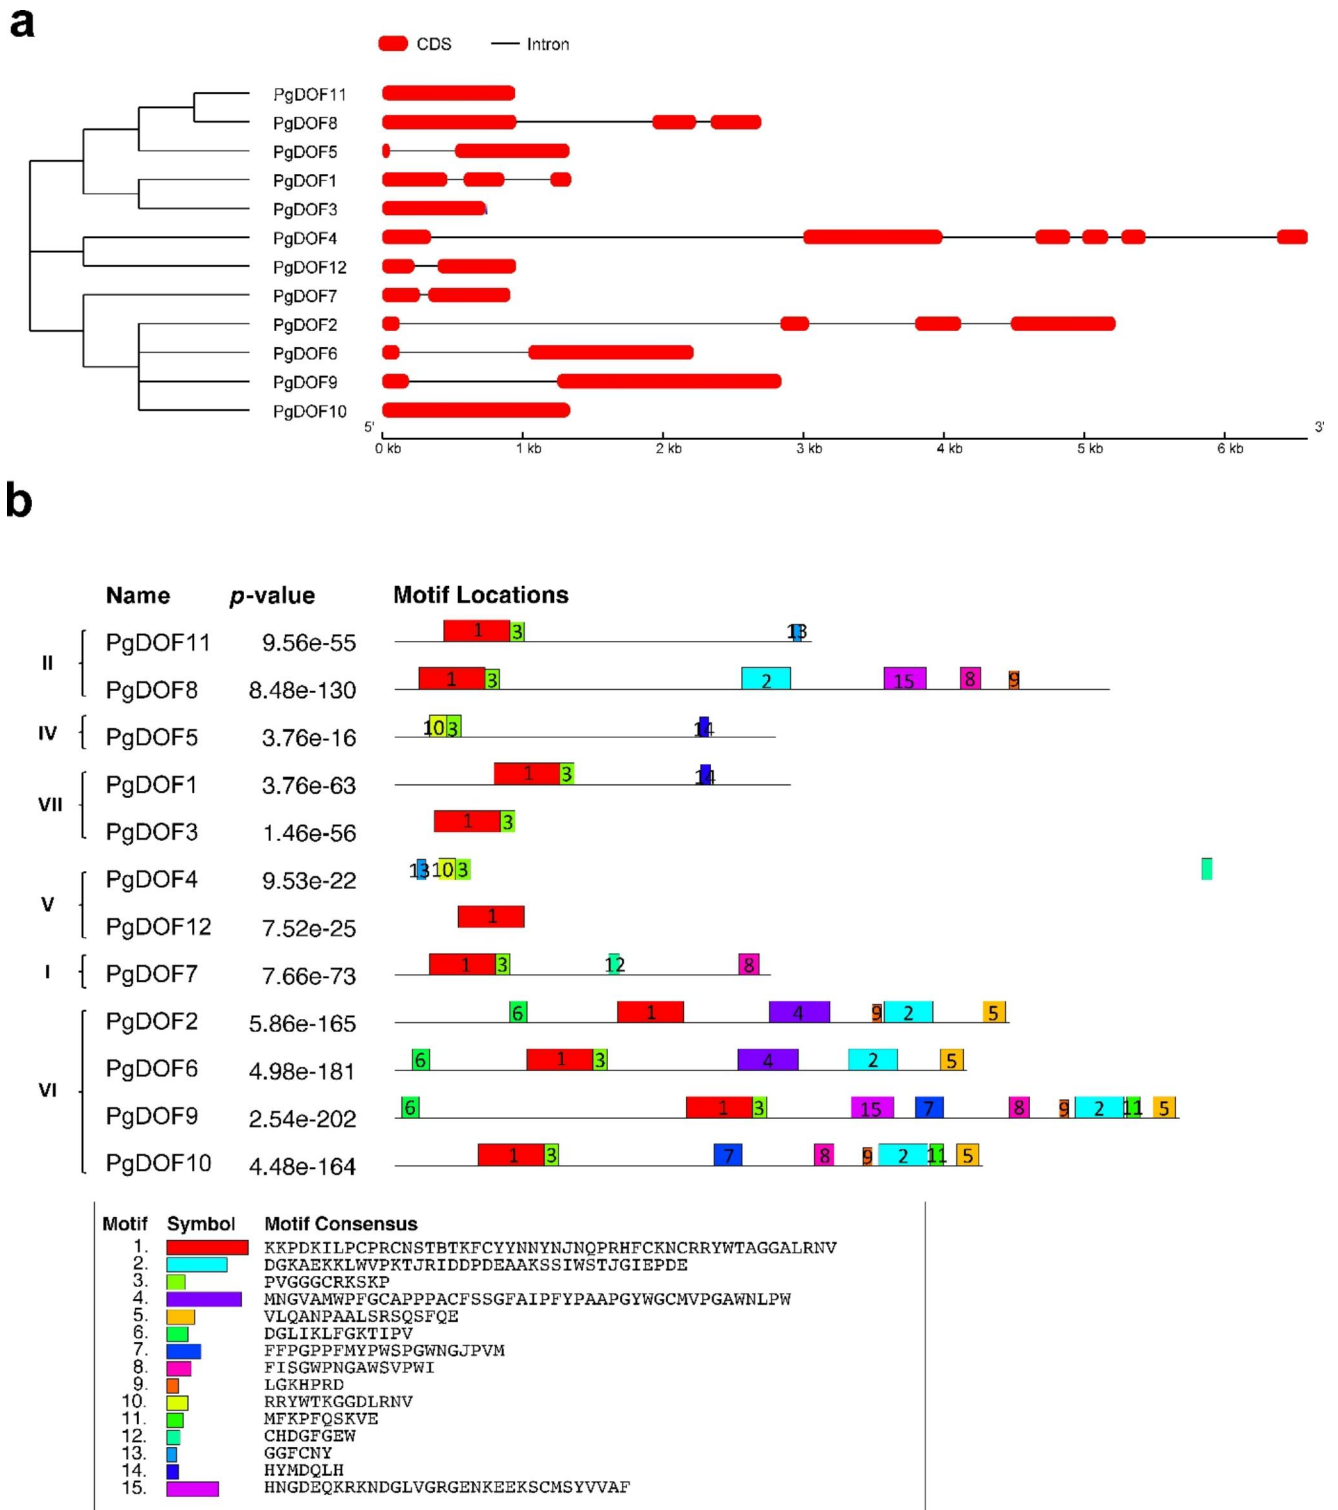 a
CDS Intron
PgDOF11
PgDOF8
PgDOF5
PgDOF1
PgDOF3
PgDOF4
PgDOF12
PgDOF7
PgDOF2
PgDOF6
PgDOF9
PgDOF10
5' 3'
0 kb 1 kb 2 kb 3 kb 4 kb 5 kb 6 kb
b
Name p-value Motif Locations
II
PgDOF11 9.56e-55 1 3 13
PgDOF8 8.48e-130 1 3 2 15 8 9
IV PgDOF5 3.76e-16 10 3 14
VII
PgDOF1 3.76e-63 1 3 14
PgDOF3 1.46e-56 1 3
V
PgDOF4 9.53e-22 13 10 3
PgDOF12 7.52e-25 1
I PgDOF7 7.66e-73 1 3 12 8
VI
PgDOF2 5.86e-165 6 1 4 9 2 5
PgDOF6 4.98e-181 6 1 3 4 2 5
PgDOF9 2.54e-202 6 1 3 15 7 8 9 2 11 5
PgDOF10 4.48e-164 1 3 7 8 9 2 11 5
Motif Symbol Motif Consensus
1. KKPDKILPCPRCNSTBTKFCYYNNYNJNQPRHFCKNCRRYWTAGGALRNV
2. DGKAEKKLWVPKTJRIDDPDEAAKSSIWSTJGIEPDE
3. PVGGGCRKSKP
4. MNGVAMWPFGCAPPPACFSSGFAIPFYPAAPGYWGCMVPGAWNLPW
5. VLQANPAALSRSQSFQE
6. DGLIKLFGKTIPV
7. FFPGPPFMYPWSPGWNGJPVM
8. FISGWPNGAWSVPWI
9. LGKHPRD
10. RRYWTKGGDLRNV
11. MFKPFQSKVE
12. CHDGFGEW
13. GGFCNY
14. HYMDQLH
15. HNGDEQKRKNDGLVGRGENKEEKSCMSYVVAF